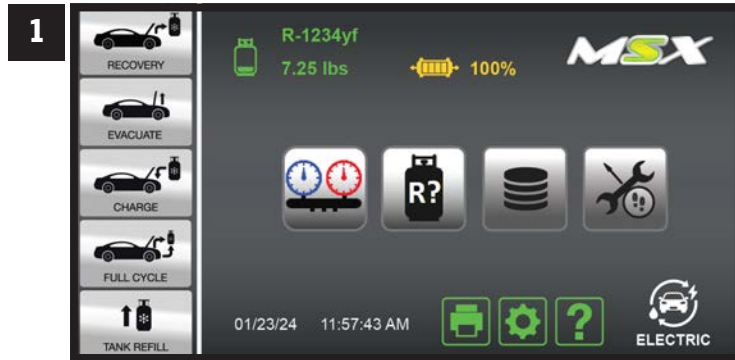 1
RECOVERY
EVACUATE
CHARGE
FULL CYCLE
TANK REFILL
R-1234yf
7.25 lbs
100%
MSX
R?
01/23/24 11:57:43 AM
?
ELECTRIC